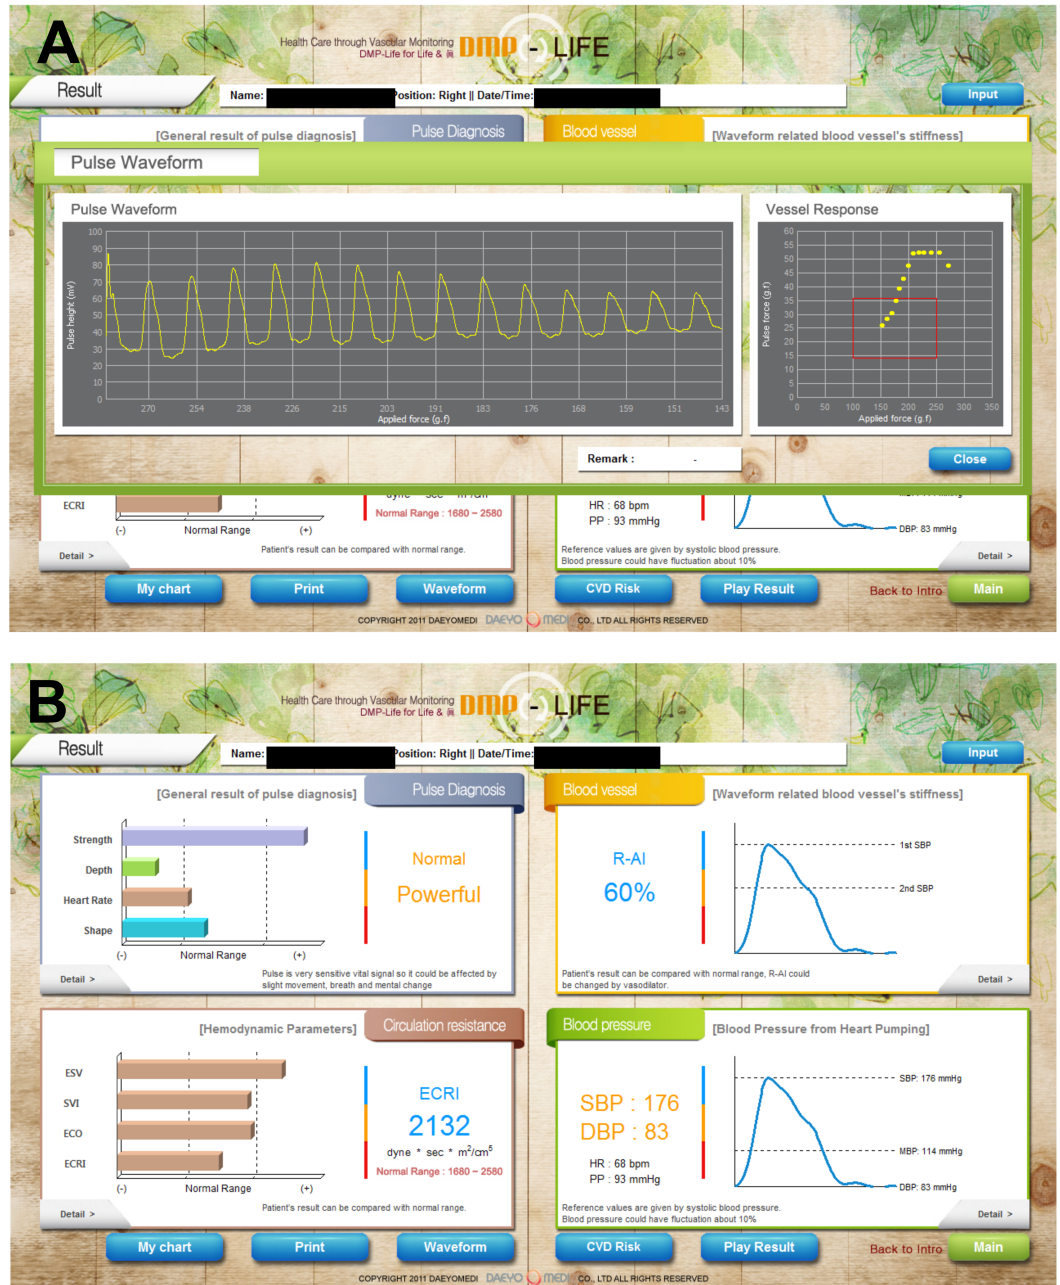 A
Health Care through Vascular Monitoring
DMP-Life for Life & 眞
DMP - LIFE
Result
Name: Position: Right || Date/Time:
Input
[General result of pulse diagnosis]
Pulse Diagnosis
Blood vessel
[Waveform related blood vessel's stiffness]
Pulse Waveform
Pulse Waveform
100
90
80
70
60
50
40
30
20
10
0
Pulse height (mV)
270 254 238 226 215 203 191 183 176 168 159 151 143
Applied force (g.f)
Vessel Response
60
55
50
45
40
35
30
25
20
15
10
5
0
Pulse force (g.f)
0 50 100 150 200 250 300 350
Applied force (g.f)
Remark : -
Close
ECRI
(-) Normal Range (+)
Normal Range : 1680 ~ 2580
Patient's result can be compared with normal range.
Detail >
HR : 68 bpm
PP : 93 mmHg
DBP: 83 mmHg
Reference values are given by systolic blood pressure.
Blood pressure could have fluctuation about 10%
Detail >
My chart
Print
Waveform
CVD Risk
Play Result
Back to Intro
Main
COPYRIGHT 2011 DAEYOMEDI DAEYO MEDI CO., LTD ALL RIGHTS RESERVED
B
Health Care through Vascular Monitoring
DMP-Life for Life & 眞
DMP - LIFE
Result
Name: Position: Right || Date/Time:
Input
[General result of pulse diagnosis]
Pulse Diagnosis
Strength
Depth
Heart Rate
Shape
(-) Normal Range (+)
Normal
Powerful
Pulse is very sensitive vital signal so it could be affected by
slight movement, breath and mental change
Detail >
Blood vessel
[Waveform related blood vessel's stiffness]
R-AI
60%
1st SBP
2nd SBP
Patient's result can be compared with normal range, R-AI could
be changed by vasodilator.
Detail >
[Hemodynamic Parameters]
Circulation resistance
ESV
SVI
ECO
ECRI
(-) Normal Range (+)
ECRI
2132
dyne * sec * m²/cm⁵
Normal Range : 1680 ~ 2580
Patient's result can be compared with normal range.
Detail >
Blood pressure
[Blood Pressure from Heart Pumping]
SBP : 176
DBP : 83
HR : 68 bpm
PP : 93 mmHg
SBP: 176 mmHg
MBP: 114 mmHg
DBP: 83 mmHg
Reference values are given by systolic blood pressure.
Blood pressure could have fluctuation about 10%
Detail >
My chart
Print
Waveform
CVD Risk
Play Result
Back to Intro
Main
COPYRIGHT 2011 DAEYOMEDI DAEYO MEDI CO., LTD ALL RIGHTS RESERVED